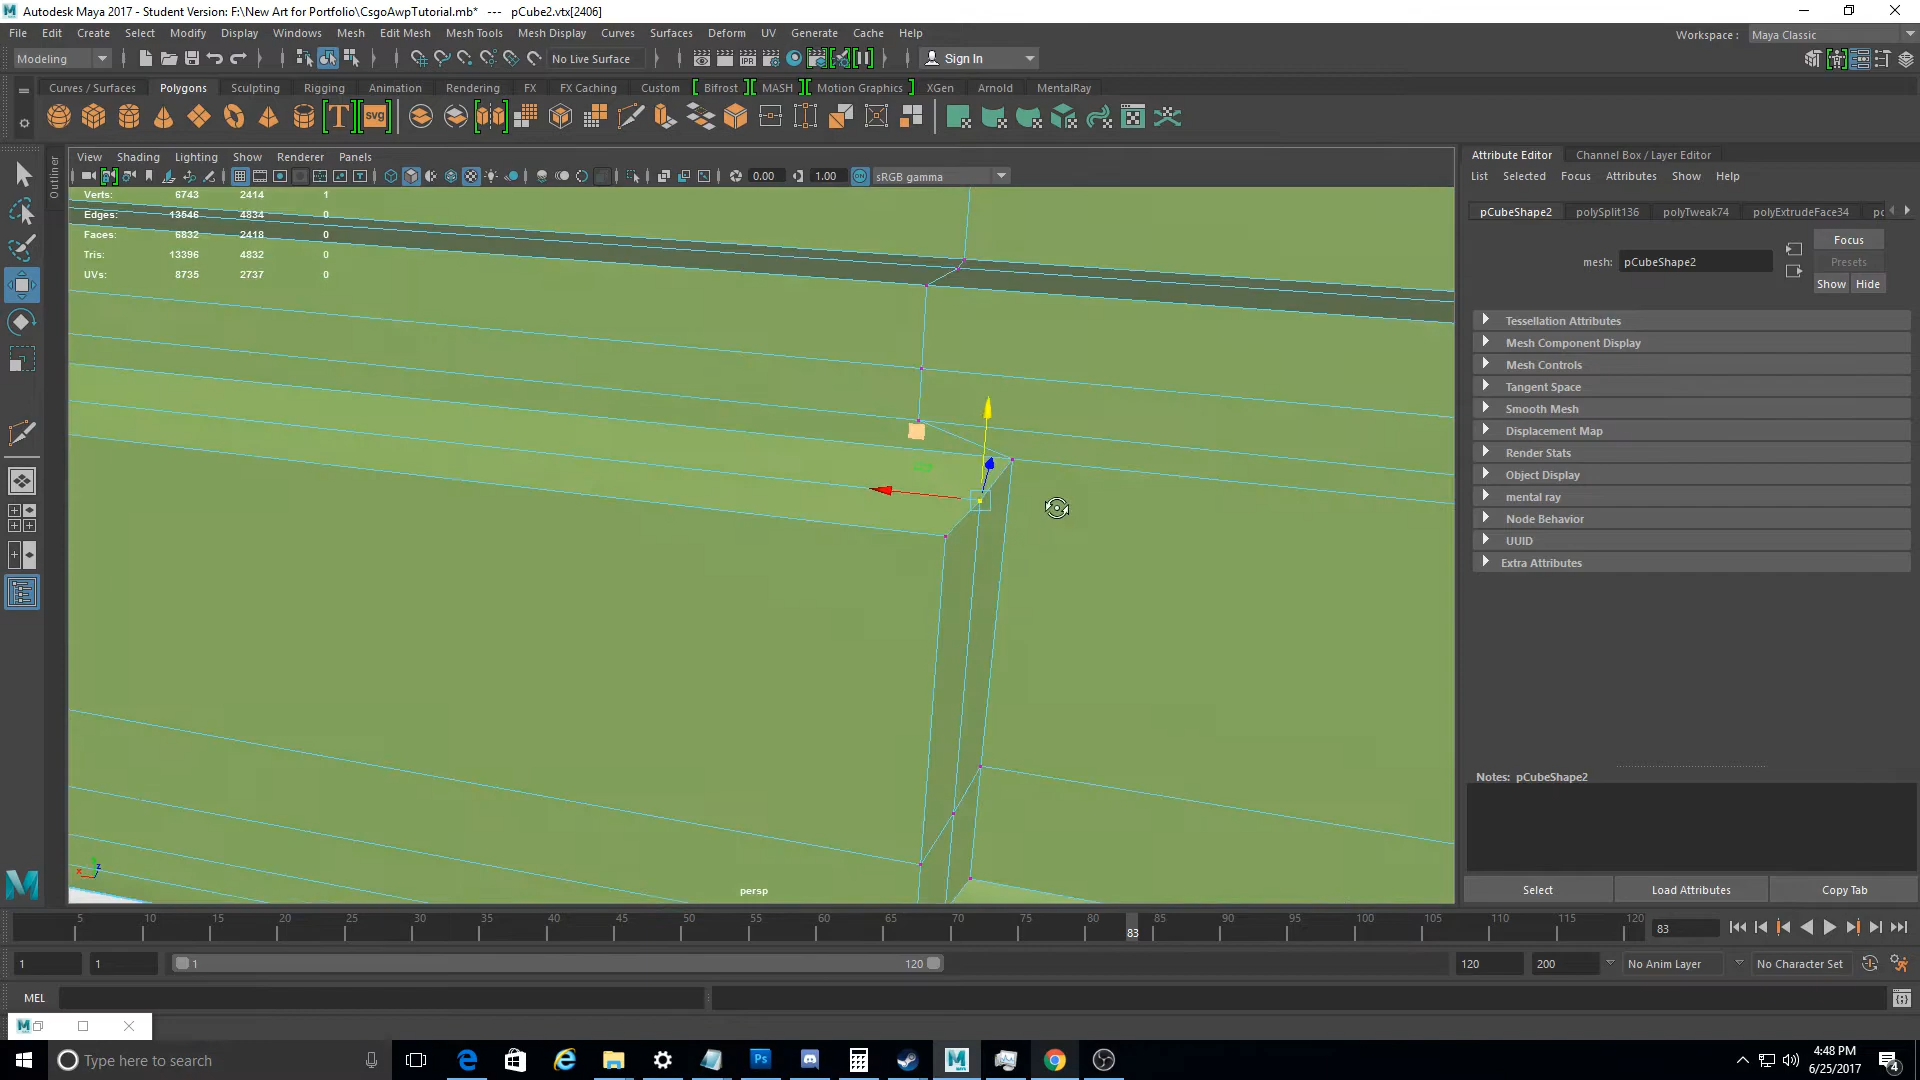 Autodesk Maya 2017 - Student Version: F:\New Art for Portfolio\CsgoAwpTutorial.mb*   ---   pCube2.vtx[2406]
File Edit Create Select Modify Display Windows Mesh Edit Mesh Mesh Tools Mesh Display Curves Surfaces Deform UV Generate Cache Help
Workspace : Maya Classic
Modeling No Live Surface Sign In
Curves / Surfaces Polygons Sculpting Rigging Animation Rendering FX FX Caching Custom Bifrost MASH Motion Graphics XGen Arnold MentalRay
T SVG
View Shading Lighting Show Renderer Panels
0.00 1.00 ON sRGB gamma
Outliner
Verts: 6743 2414 1
Edges: 13546 4834 0
Faces: 6832 2418 0
Tris: 13396 4832 0
UVs: 8735 2737 0
persp
Attribute Editor Channel Box / Layer Editor
List Selected Focus Attributes Show Help
pCubeShape2 polySplit136 polyTweak74 polyExtrudeFace34
mesh: pCubeShape2
Focus
Presets
Show Hide
Tessellation Attributes
Mesh Component Display
Mesh Controls
Tangent Space
Smooth Mesh
Displacement Map
Render Stats
Object Display
mental ray
Node Behavior
UUID
Extra Attributes
Notes: pCubeShape2
Select Load Attributes Copy Tab
5 10 15 20 25 30 35 40 45 50 55 60 65 70 75 80 85 90 95 100 105 110 115 120
83
83
1 1 1 120 120 200 No Anim Layer No Character Set
MEL
Type here to search
4:48 PM
6/25/2017
4